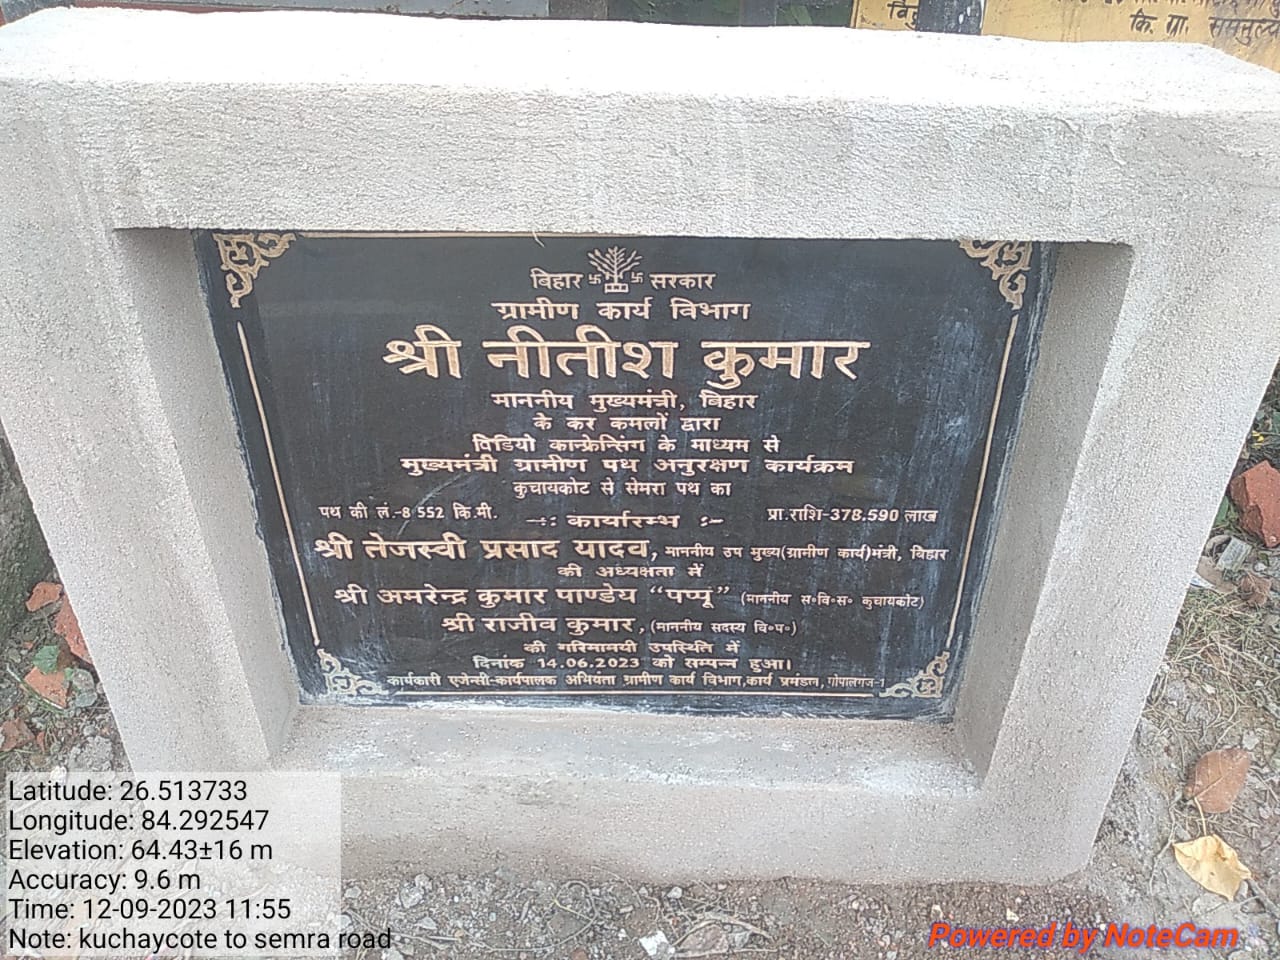 कि. ग्रा. समतुल्य
बिहार सरकार
ग्रामीण कार्य विभाग
श्री नीतीश कुमार
माननीय मुख्यमंत्री, बिहार
के कर कमलों द्वारा
विडियो कान्फ्रेन्सिंग के माध्यम से
मुख्यमंत्री ग्रामीण पथ अनुरक्षण कार्यक्रम
कुचायकोट से सेमरा पथ का
पथ की लं.-8 552 कि.मी. -:: कार्यारम्भ :- प्रा.राशि-378.590 लाख
श्री तेजस्वी प्रसाद यादव, माननीय उप मुख्य(ग्रामीण कार्य)मंत्री, बिहार
की अध्यक्षता में
श्री अमरेन्द्र कुमार पाण्डेय “पप्पू” (माननीय स॰वि॰स॰ कुचायकोट)
श्री राजीव कुमार, (माननीय सदस्य वि॰प॰)
की गरिमामयी उपस्थिति में
दिनांक 14.06.2023 को सम्पन्न हुआ।
कार्यकारी एजेन्सी-कार्यपालक अभियंता ग्रामीण कार्य विभाग,कार्य प्रमंडल, गोपालगंज-1
Latitude: 26.513733
Longitude: 84.292547
Elevation: 64.43±16 m
Accuracy: 9.6 m
Time: 12-09-2023 11:55
Note: kuchaycote to semra road
Powered by NoteCam